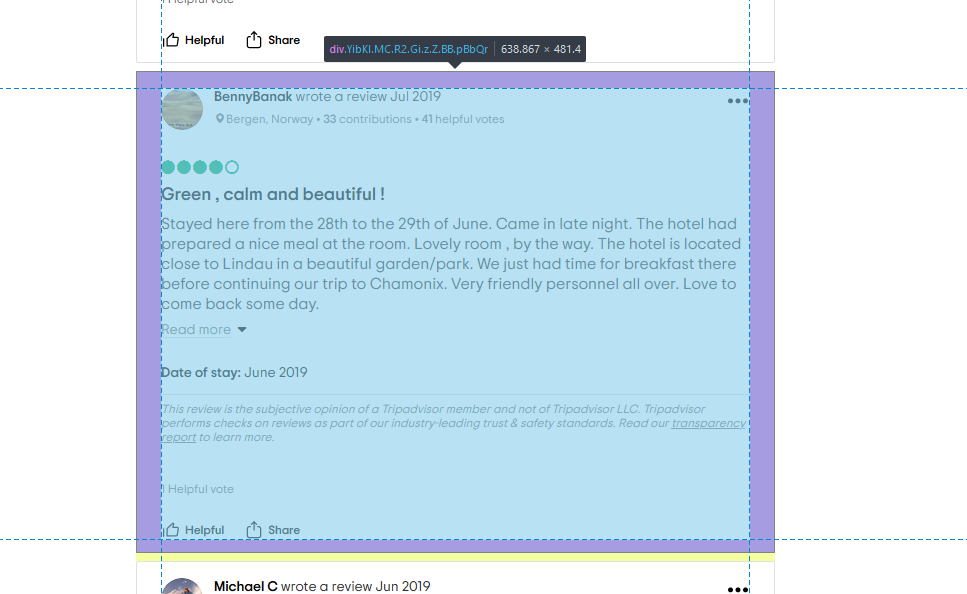 1 Helpful vote
Helpful Share
div.YibKl.MC.R2.Gi.z.Z.BB.pBbQr 638.867 × 481.4
BennyBanak wrote a review Jul 2019
Bergen, Norway • 33 contributions • 41 helpful votes
Green , calm and beautiful !
Stayed here from the 28th to the 29th of June. Came in late night. The hotel had
prepared a nice meal at the room. Lovely room , by the way. The hotel is located
close to Lindau in a beautiful garden/park. We just had time for breakfast there
before continuing our trip to Chamonix. Very friendly personnel all over. Love to
come back some day.
Read more
Date of stay: June 2019
This review is the subjective opinion of a Tripadvisor member and not of Tripadvisor LLC. Tripadvisor
performs checks on reviews as part of our industry-leading trust & safety standards. Read our transparency
report to learn more.
1 Helpful vote
Helpful Share
Michael C wrote a review Jun 2019